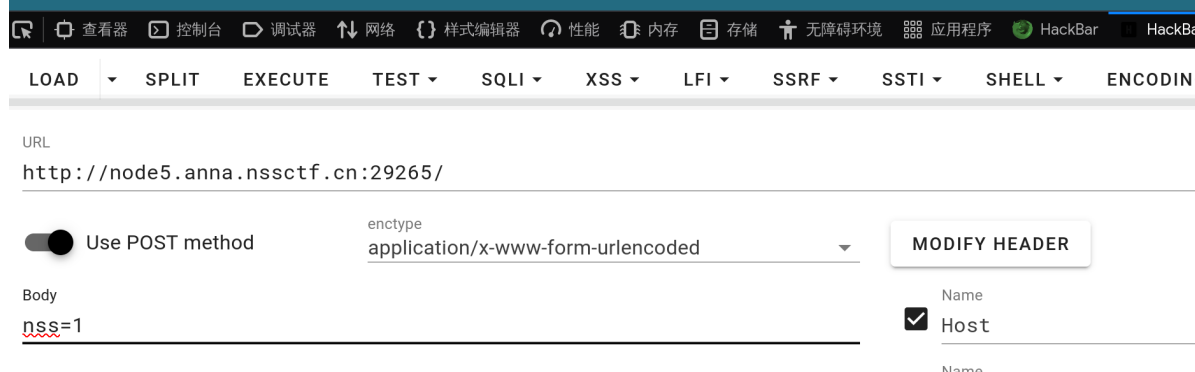 查看器 控制台 调试器 网络 {} 样式编辑器 性能 内存 存储 无障碍环境 应用程序 HackBar HackBa
LOAD SPLIT EXECUTE TEST SQLI XSS LFI SSRF SSTI SHELL ENCODIN
URL
http://node5.anna.nssctf.cn:29265/
Use POST method
enctype
application/x-www-form-urlencoded
MODIFY HEADER
Body
nss=1
Name
Host
Name